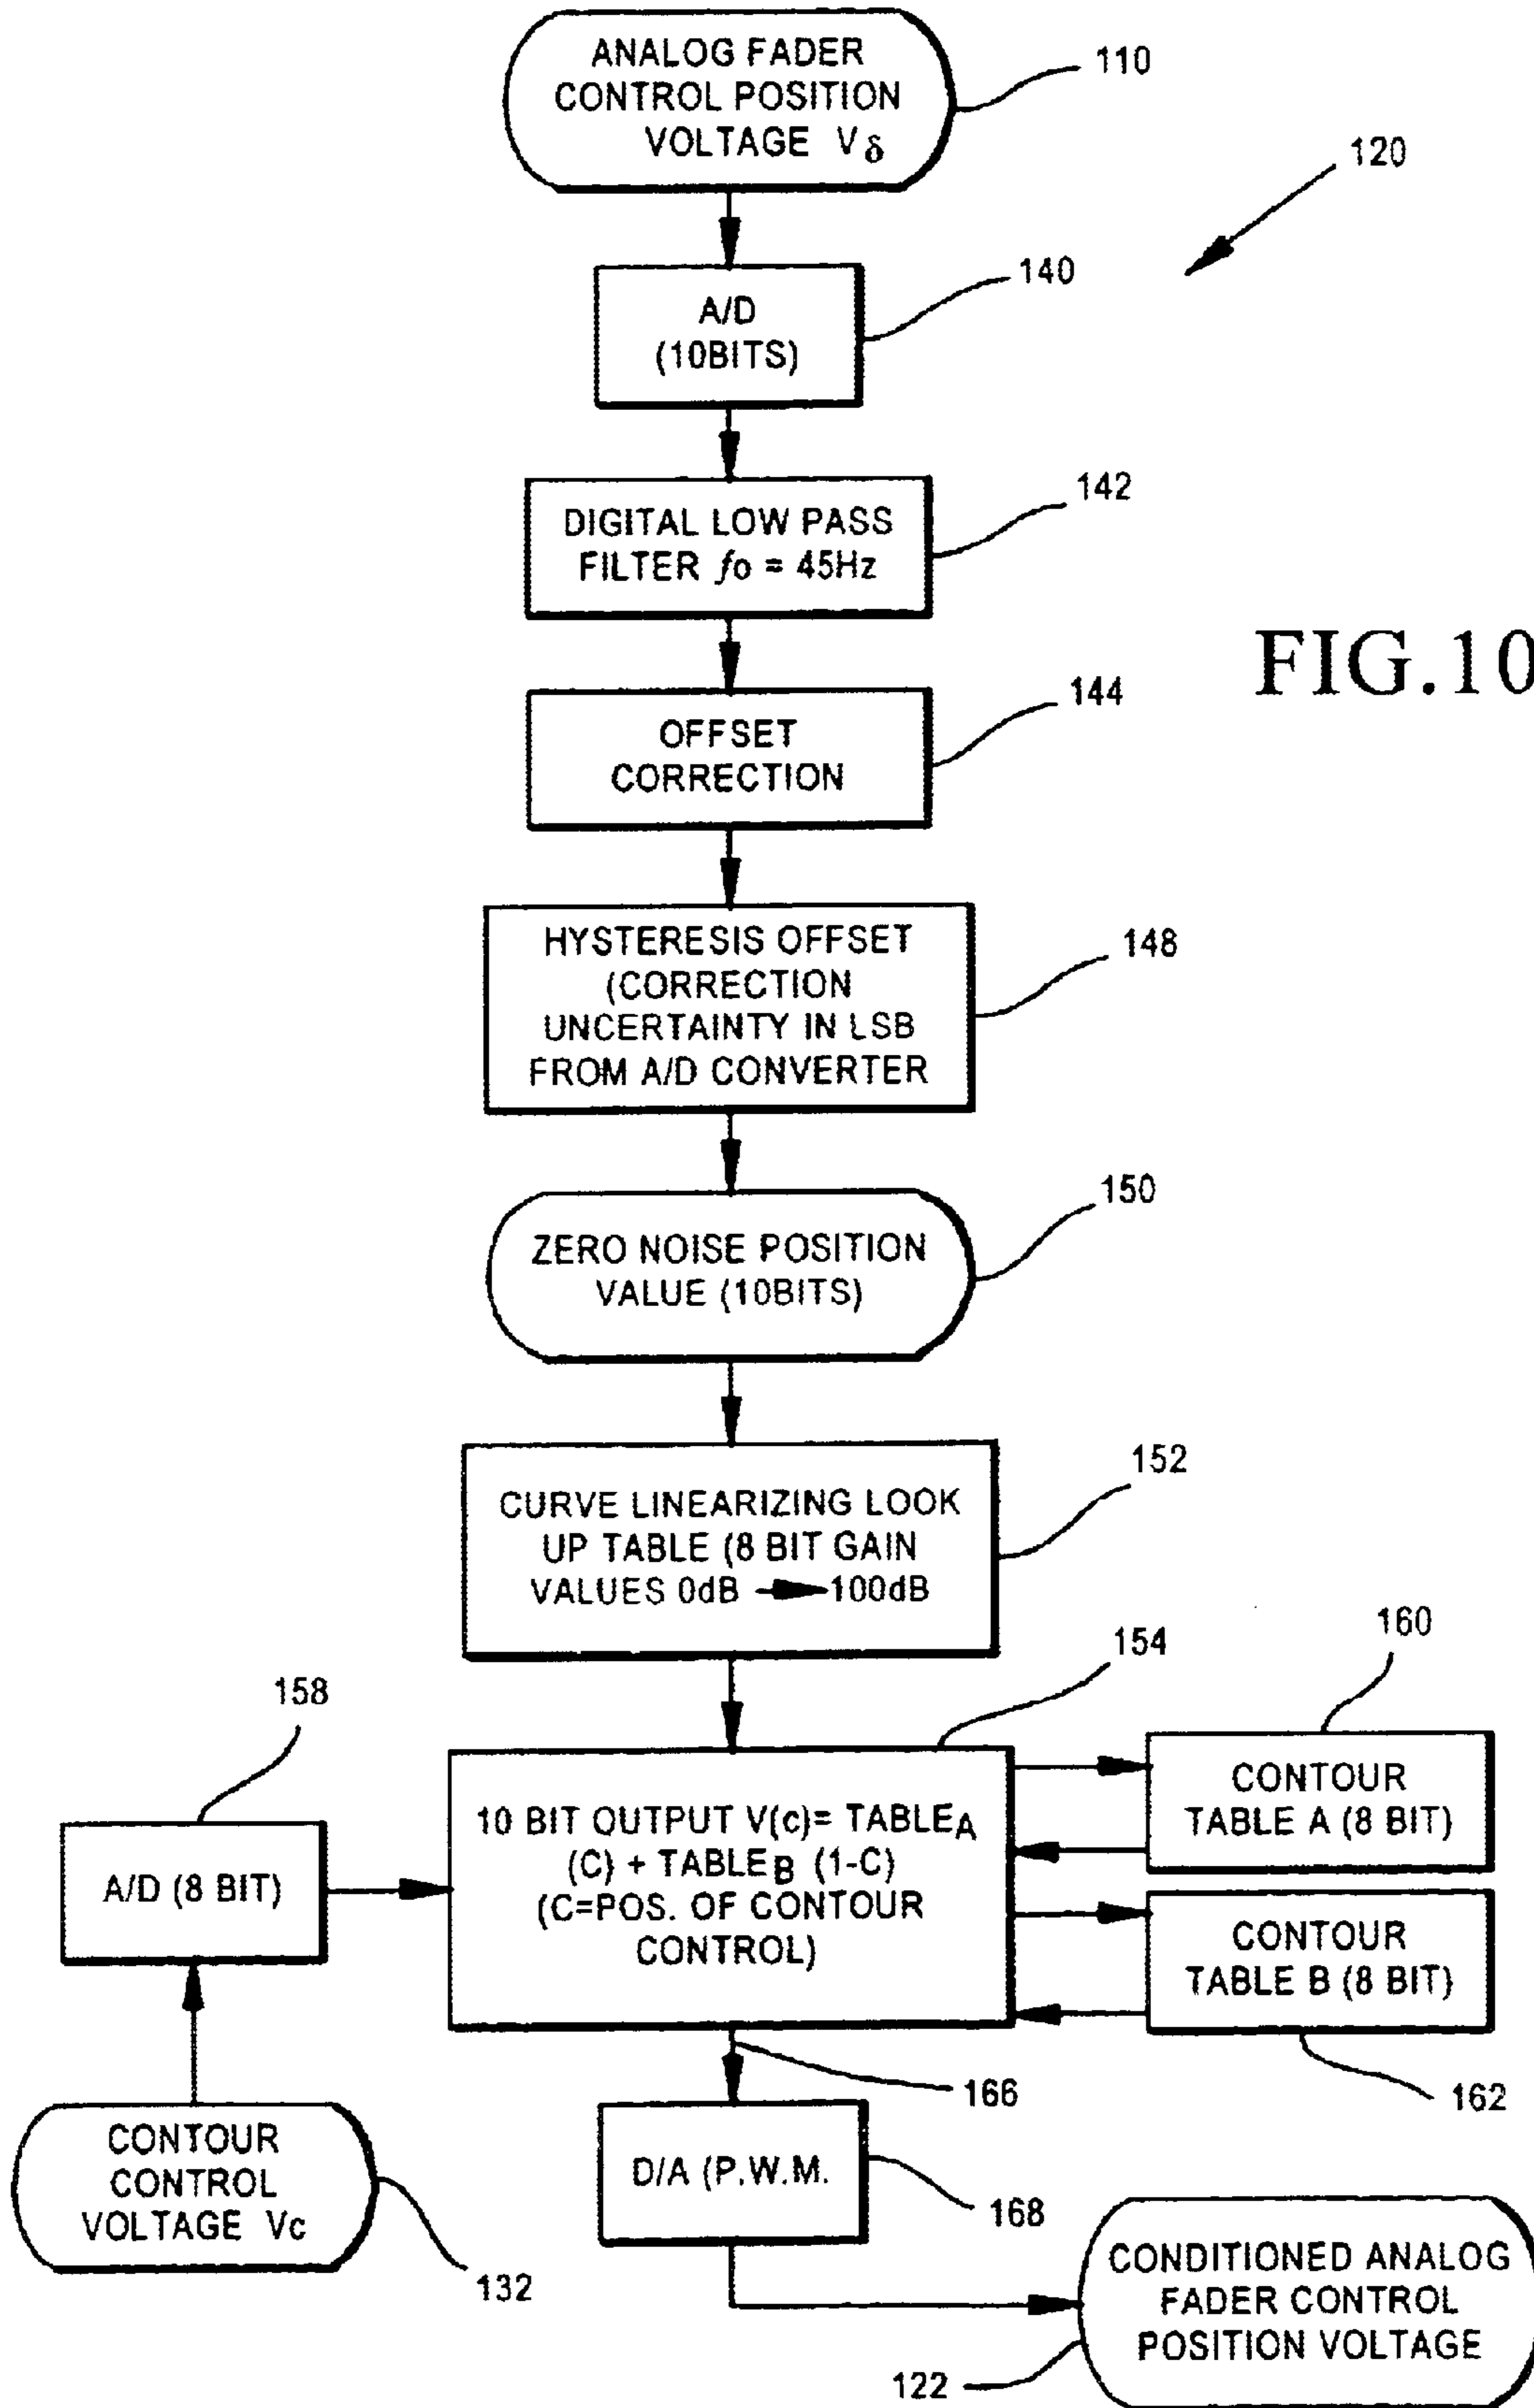 ANALOG FADER
CONTROL POSITION
VOLTAGE Vδ
110
120
A/D
(10BITS)
140
DIGITAL LOW PASS
FILTER fo = 45Hz
142
FIG.10
OFFSET
CORRECTION
144
HYSTERESIS OFFSET
(CORRECTION
UNCERTAINTY IN LSB
FROM A/D CONVERTER
148
ZERO NOISE POSITION
VALUE (10BITS)
150
CURVE LINEARIZING LOOK
UP TABLE (8 BIT GAIN
VALUES 0dB → 100dB
152
154
10 BIT OUTPUT V(c)= TABLEA
(C) + TABLEB (1-C)
(C=POS. OF CONTOUR
CONTROL)
158
A/D (8 BIT)
160
CONTOUR
TABLE A (8 BIT)
CONTOUR
TABLE B (8 BIT)
162
CONTOUR
CONTROL
VOLTAGE Vc
132
166
D/A (P.W.M.
168
CONDITIONED ANALOG
FADER CONTROL
POSITION VOLTAGE
122